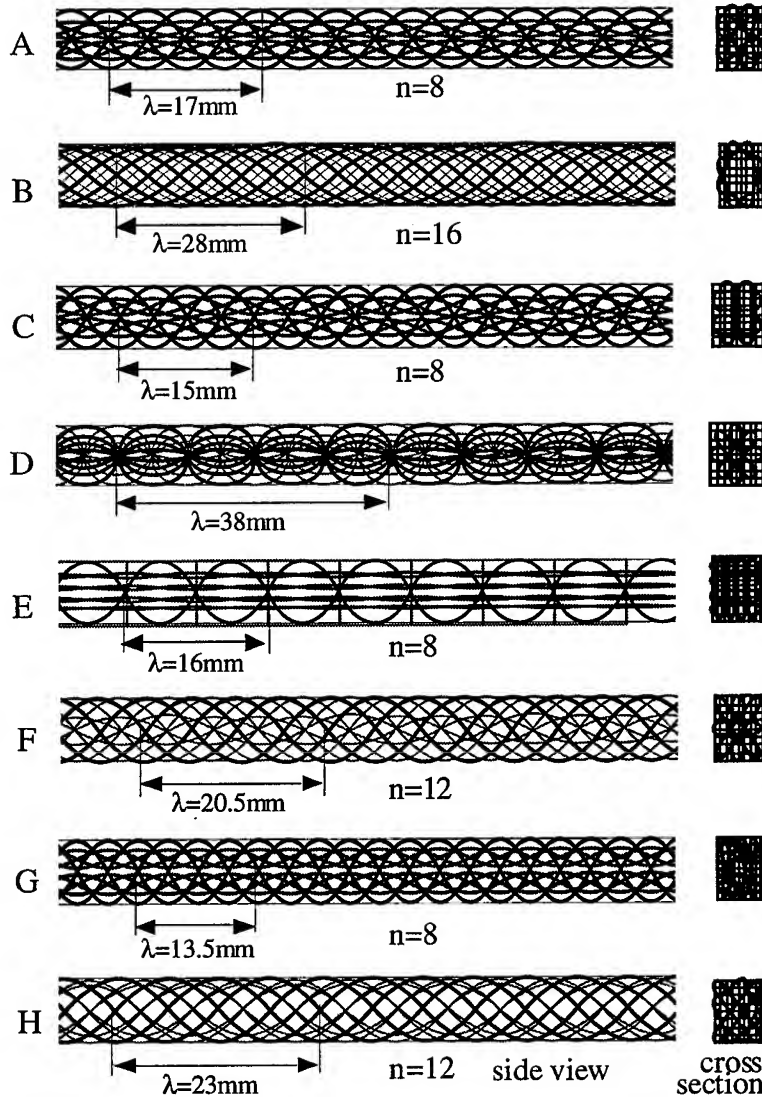 A
λ=17mm
n=8
B
λ=28mm
n=16
C
λ=15mm
n=8
D
λ=38mm
E
λ=16mm
n=8
F
λ=20.5mm
n=12
G
λ=13.5mm
n=8
H
λ=23mm
n=12
side view
cross
section